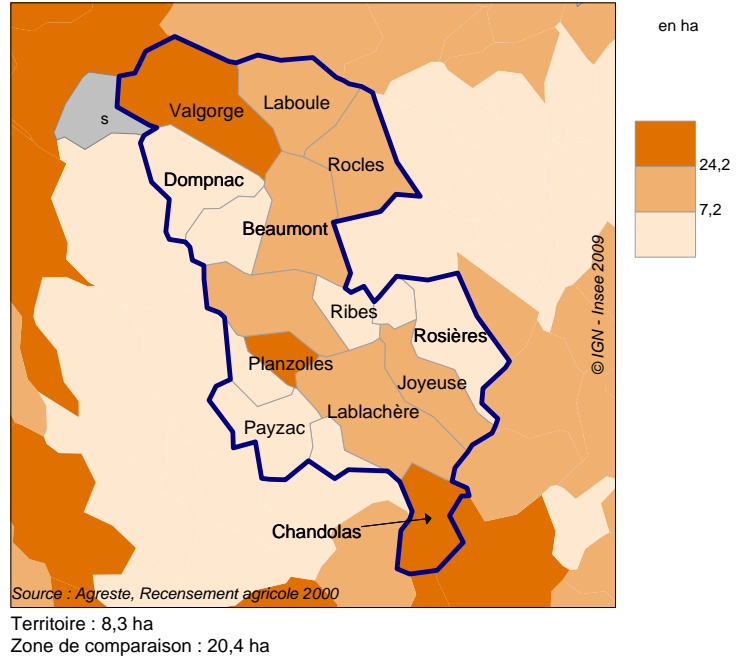 en ha
s
Valgorge
Laboule
24,2
Rocles
Dompnac
7,2
Beaumont
© IGN - Insee 2009
Ribes
Rosières
Planzolles
Joyeuse
Lablachère
Payzac
Chandolas
Source : Agreste, Recensement agricole 2000
Territoire : 8,3 ha
Zone de comparaison : 20,4 ha